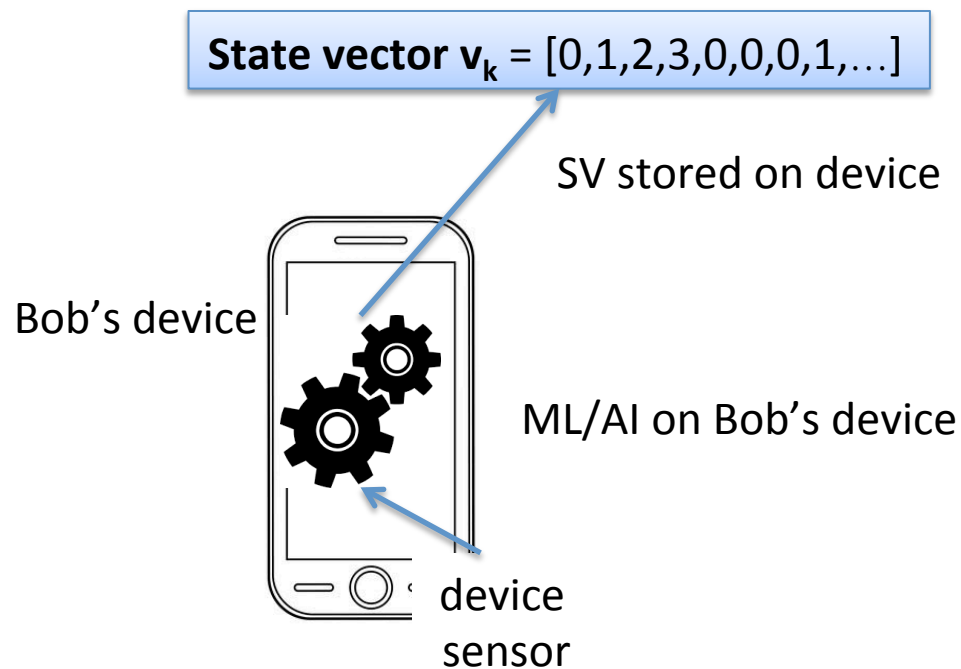 State vector vk = [0,1,2,3,0,0,0,1,…]
SV stored on device
Bob’s device
ML/AI on Bob’s device
device
sensor